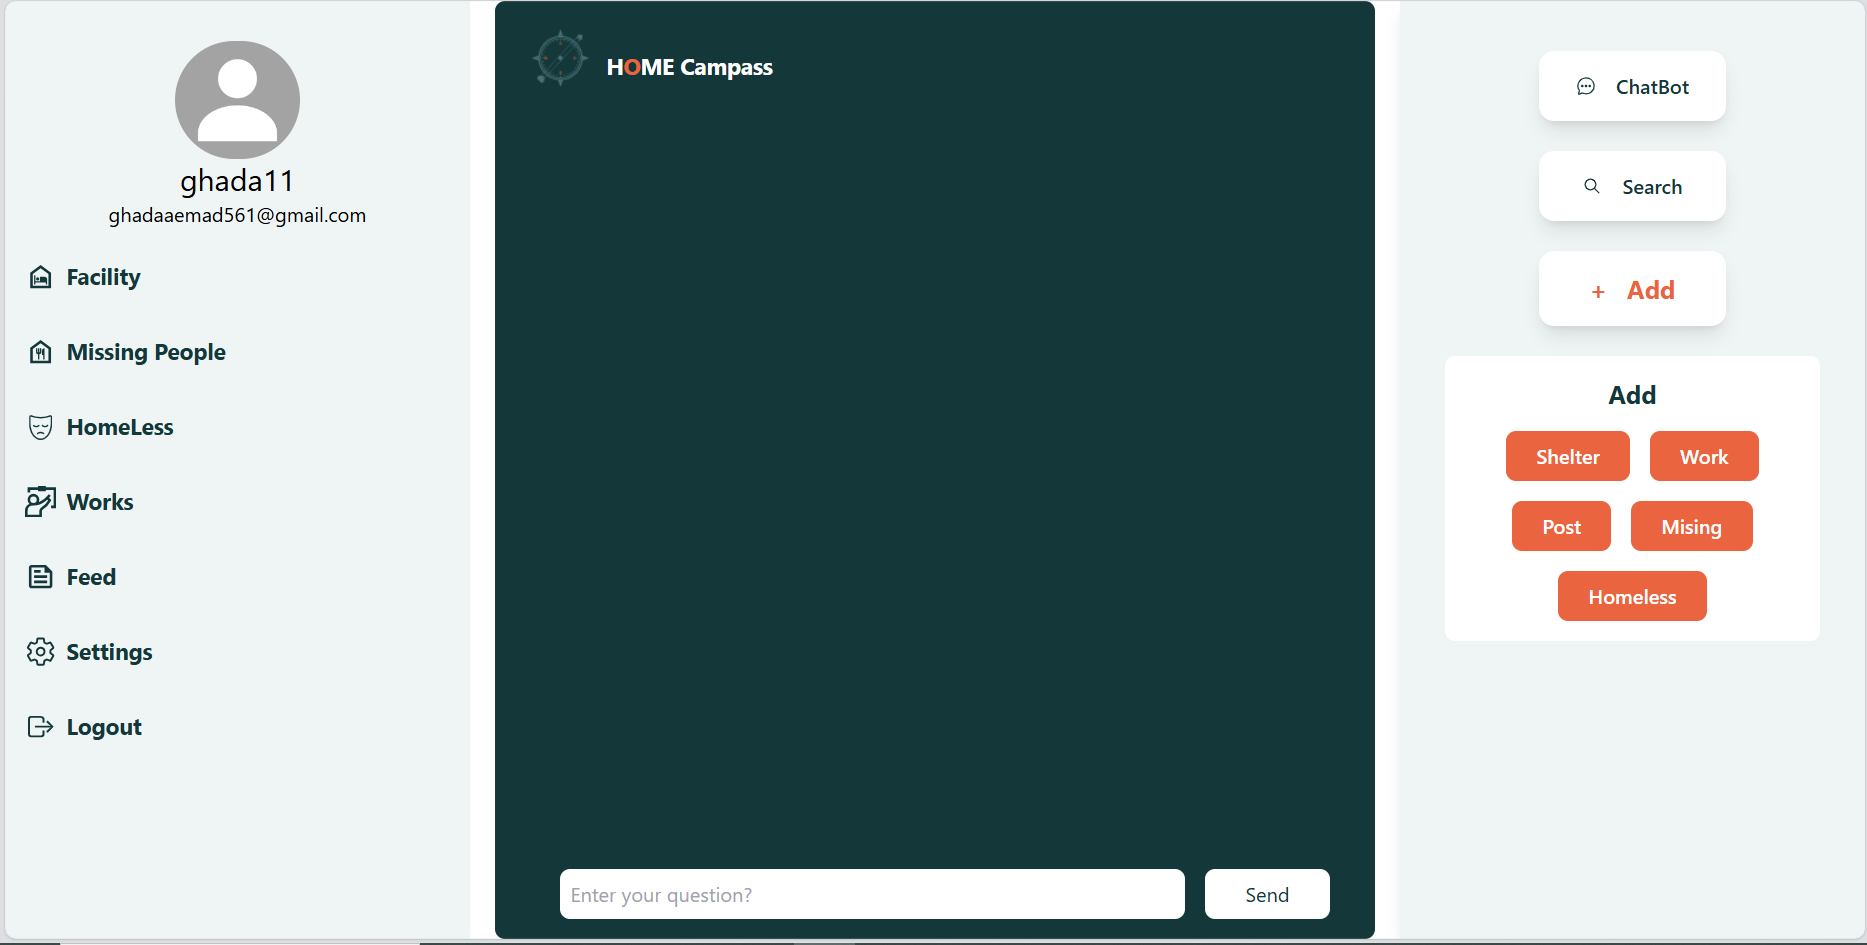 ghada11
ghadaaemad561@gmail.com
Facility
Missing People
HomeLess
Works
Feed
Settings
Logout
HOME Campass
Enter your question?
Send
ChatBot
Search
+ Add
Add
Shelter
Work
Post
Mising
Homeless